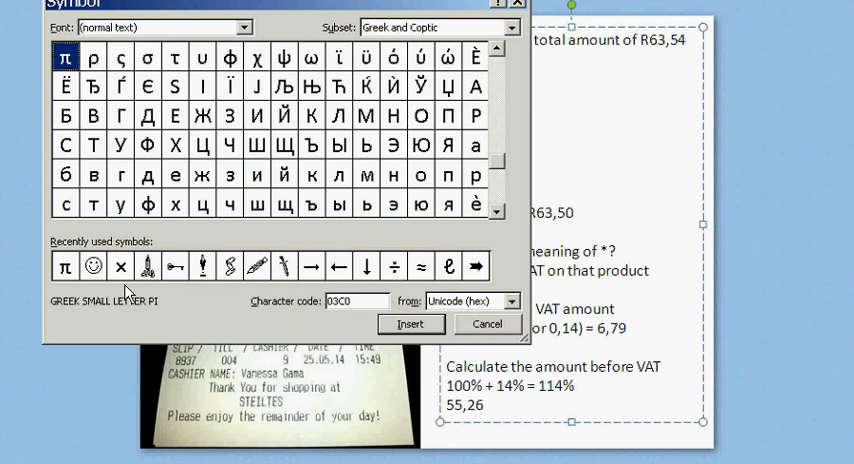 Symbol
Font: (normal text) Subset: Greek and Coptic
π ρ ς σ τ υ φ χ ψ ω ϊ ϋ ό ύ ώ Ѐ
Ё Ђ Ѓ Є Ѕ І Ї Ј Љ Њ Ћ Ќ Ѝ Ў Џ А
Б В Г Д Е Ж З И Й К Л М Н О П Р
С Т У Ф Х Ц Ч Ш Щ Ъ Ы Ь Э Ю Я а
б в г д е ж з и й к л м н о п р
с т у ф х ц ч ш щ ъ ы ь э ю я ѐ
Recently used symbols:
π ☺ × → ← ↓ ÷ ≈ ℓ
GREEK SMALL LETTER PI Character code: 03C0 from: Unicode (hex)
Insert Cancel
total amount of R63,54
R63,50
meaning of *?
AT on that product
VAT amount
or 0,14) = 6,79
Calculate the amount before VAT
100% + 14% = 114%
55,26
SLIP / TILL / CASHIER / DATE / TIME
8937 004 9 25.05.14 15:49
CASHIER NAME: Vanessa Gama
Thank You for shopping at
STEILTES
Please enjoy the remainder of your day!